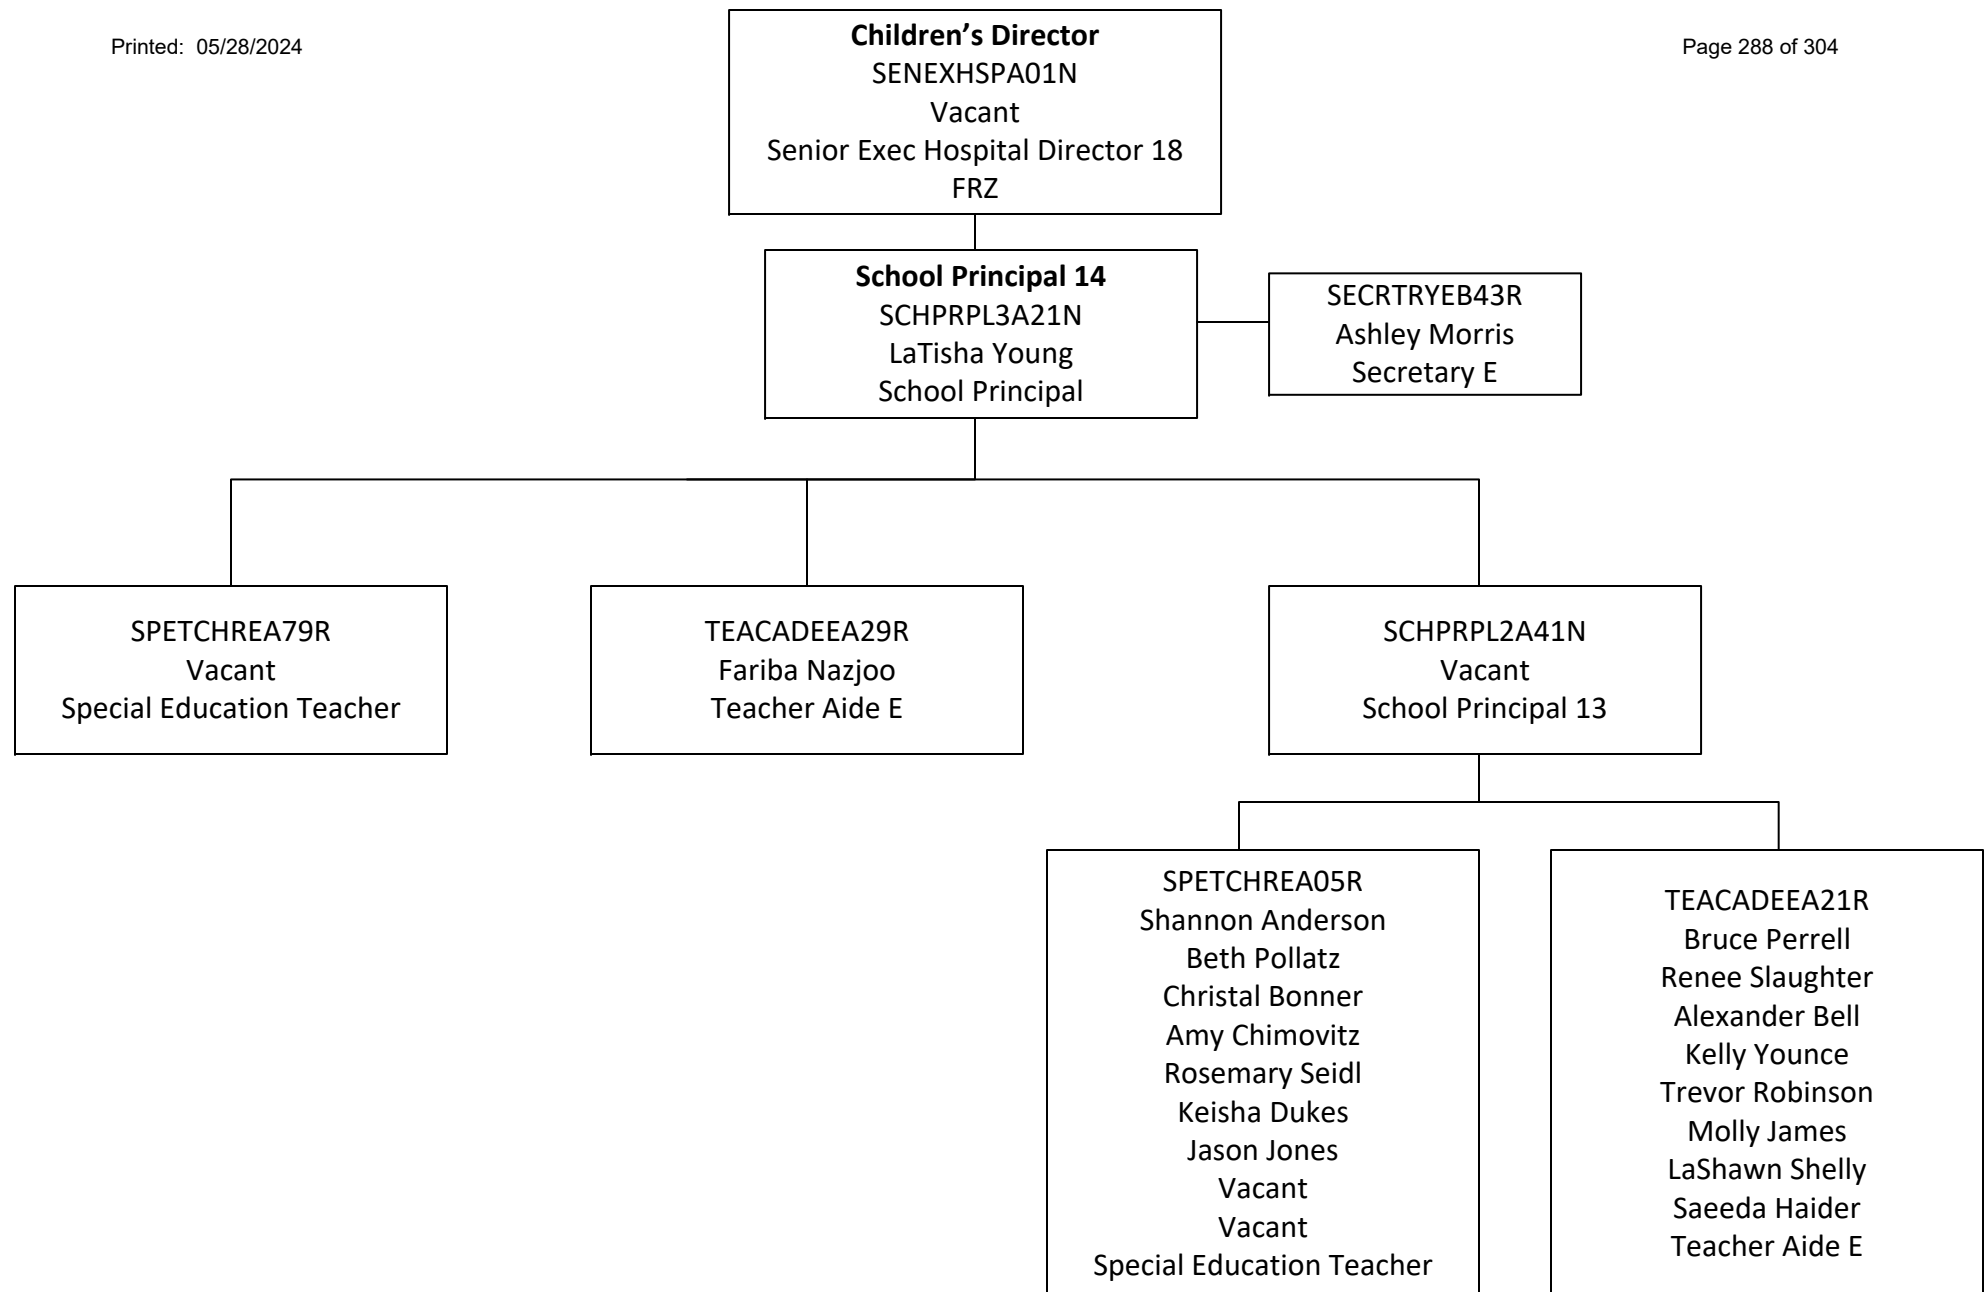 Printed: 05/28/2024
Page 288 of 304
Children’s Director
SENEXHSPA01N
Vacant
Senior Exec Hospital Director 18
FRZ
School Principal 14
SCHPRPL3A21N
LaTisha Young
School Principal
SECRTRYEB43R
Ashley Morris
Secretary E
SPETCHREA79R
Vacant
Special Education Teacher
TEACADEEA29R
Fariba Nazjoo
Teacher Aide E
SCHPRPL2A41N
Vacant
School Principal 13
SPETCHREA05R
Shannon Anderson
Beth Pollatz
Christal Bonner
Amy Chimovitz
Rosemary Seidl
Keisha Dukes
Jason Jones
Vacant
Vacant
Special Education Teacher
TEACADEEA21R
Bruce Perrell
Renee Slaughter
Alexander Bell
Kelly Younce
Trevor Robinson
Molly James
LaShawn Shelly
Saeeda Haider
Teacher Aide E